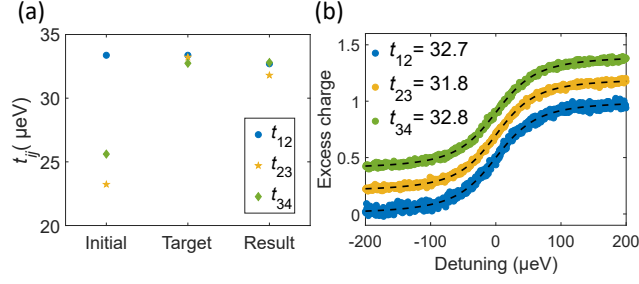 (a)
35
30
25
20
t_ij( μeV)
Initial
Target
Result
t_12
t_23
t_34
(b)
1.5
1
0.5
0
Excess charge
t_12 = 32.7
t_23 = 31.8
t_34 = 32.8
-200
-100
0
100
200
Detuning (μeV)